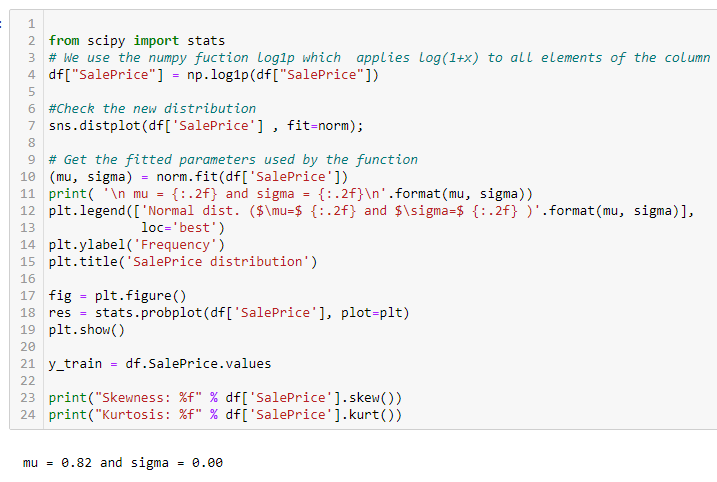 1
2 from scipy import stats
3 # We use the numpy fuction log1p which  applies log(1+x) to all elements of the column
4 df["SalePrice"] = np.log1p(df["SalePrice"])
5
6 #Check the new distribution
7 sns.distplot(df['SalePrice'] , fit=norm);
8
9 # Get the fitted parameters used by the function
10 (mu, sigma) = norm.fit(df['SalePrice'])
11 print( '\n mu = {:.2f} and sigma = {:.2f}\n'.format(mu, sigma))
12 plt.legend(['Normal dist. ($\mu=$ {:.2f} and $\sigma=$ {:.2f} )'.format(mu, sigma)],
13             loc='best')
14 plt.ylabel('Frequency')
15 plt.title('SalePrice distribution')
16
17 fig = plt.figure()
18 res = stats.probplot(df['SalePrice'], plot=plt)
19 plt.show()
20
21 y_train = df.SalePrice.values
22
23 print("Skewness: %f" % df['SalePrice'].skew())
24 print("Kurtosis: %f" % df['SalePrice'].kurt())
mu = 0.82 and sigma = 0.00